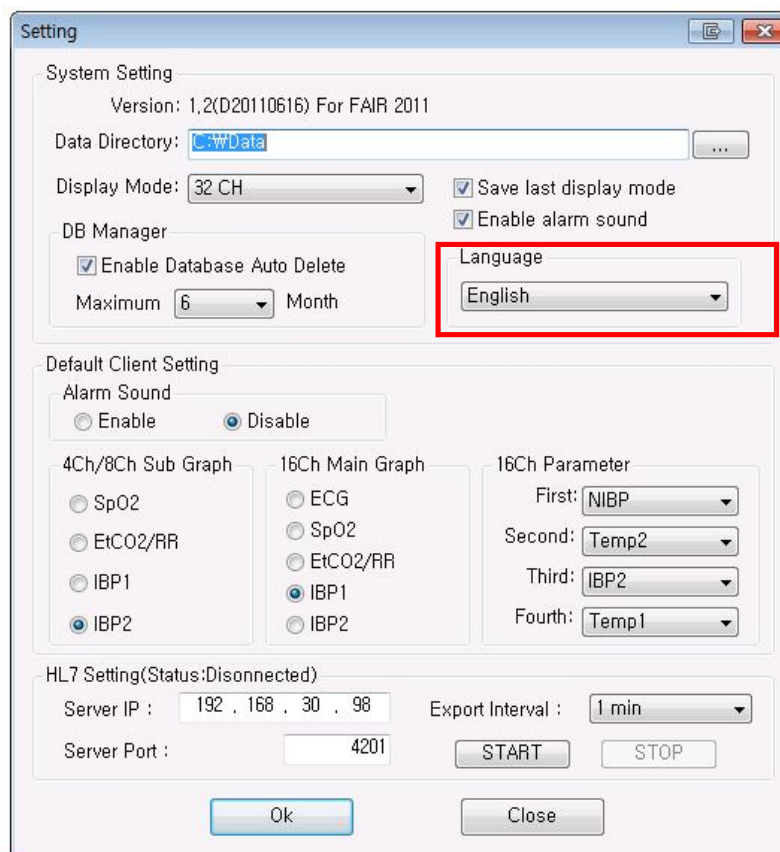 Setting
System Setting
Version: 1,2(D20110616) For FAIR 2011
Data Directory: C:₩Data ...
Display Mode: 32 CH
Save last display mode
Enable alarm sound
DB Manager
Enable Database Auto Delete
Maximum 6 Month
Language
English
Default Client Setting
Alarm Sound
Enable Disable
4Ch/8Ch Sub Graph
SpO2
EtCO2/RR
IBP1
IBP2
16Ch Main Graph
ECG
SpO2
EtCO2/RR
IBP1
IBP2
16Ch Parameter
First: NIBP
Second: Temp2
Third: IBP2
Fourth: Temp1
HL7 Setting(Status:Disonnected)
Server IP : 192 . 168 . 30 . 98
Export Interval : 1 min
Server Port : 4201
START STOP
Ok Close